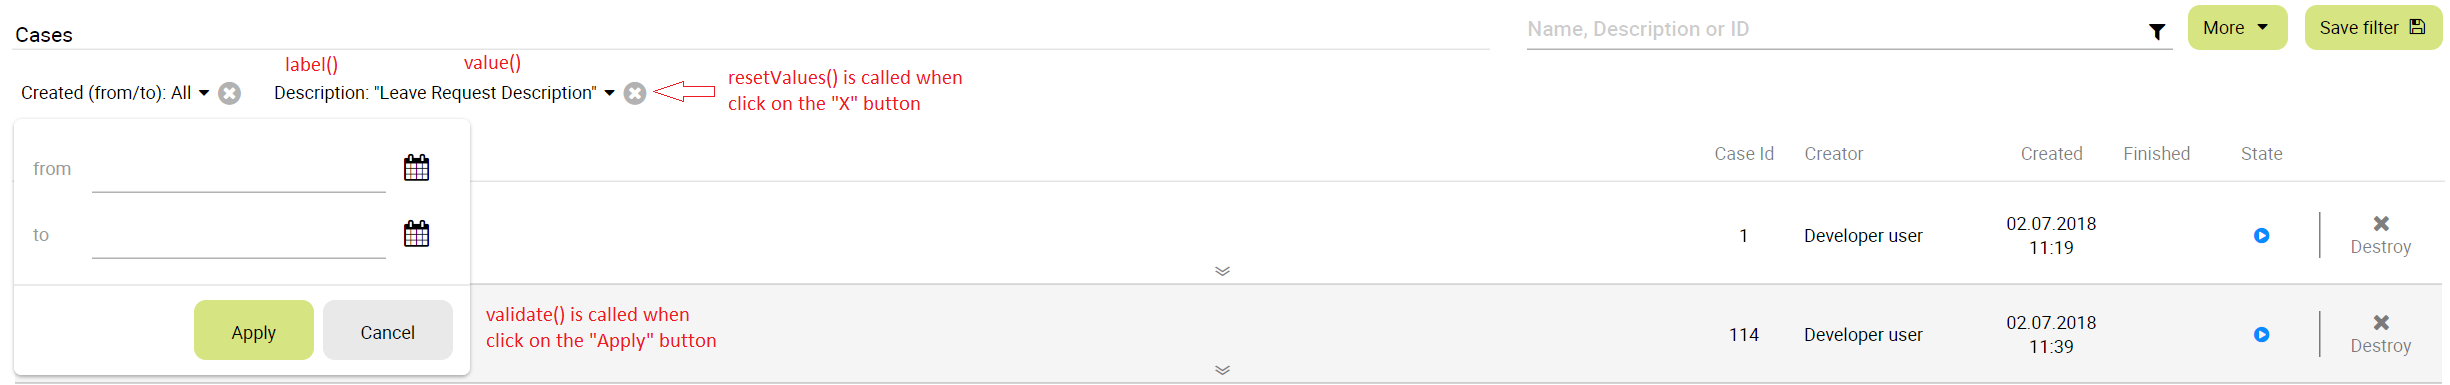 Cases
Name, Description or ID
More
Save filter
label()
value()
Created (from/to): All
Description: "Leave Request Description"
resetValues() is called when
click on the "X" button
from
to
Apply
Cancel
validate() is called when
click on the "Apply" button
Case Id
Creator
Created
Finished
State
1
Developer user
02.07.2018
11:19
Destroy
114
Developer user
02.07.2018
11:39
Destroy